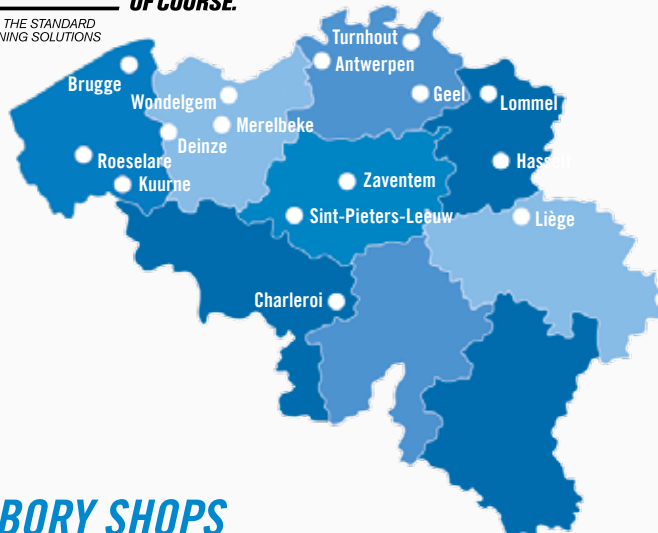 OF COURSE.
THE STANDARD
NING SOLUTIONS
Turnhout
Antwerpen
Brugge
Wondelgem
Geel
Lommel
Merelbeke
Deinze
Roeselare
Hasselt
Kuurne
Zaventem
Sint-Pieters-Leeuw
Liège
Charleroi
BORY SHOPS